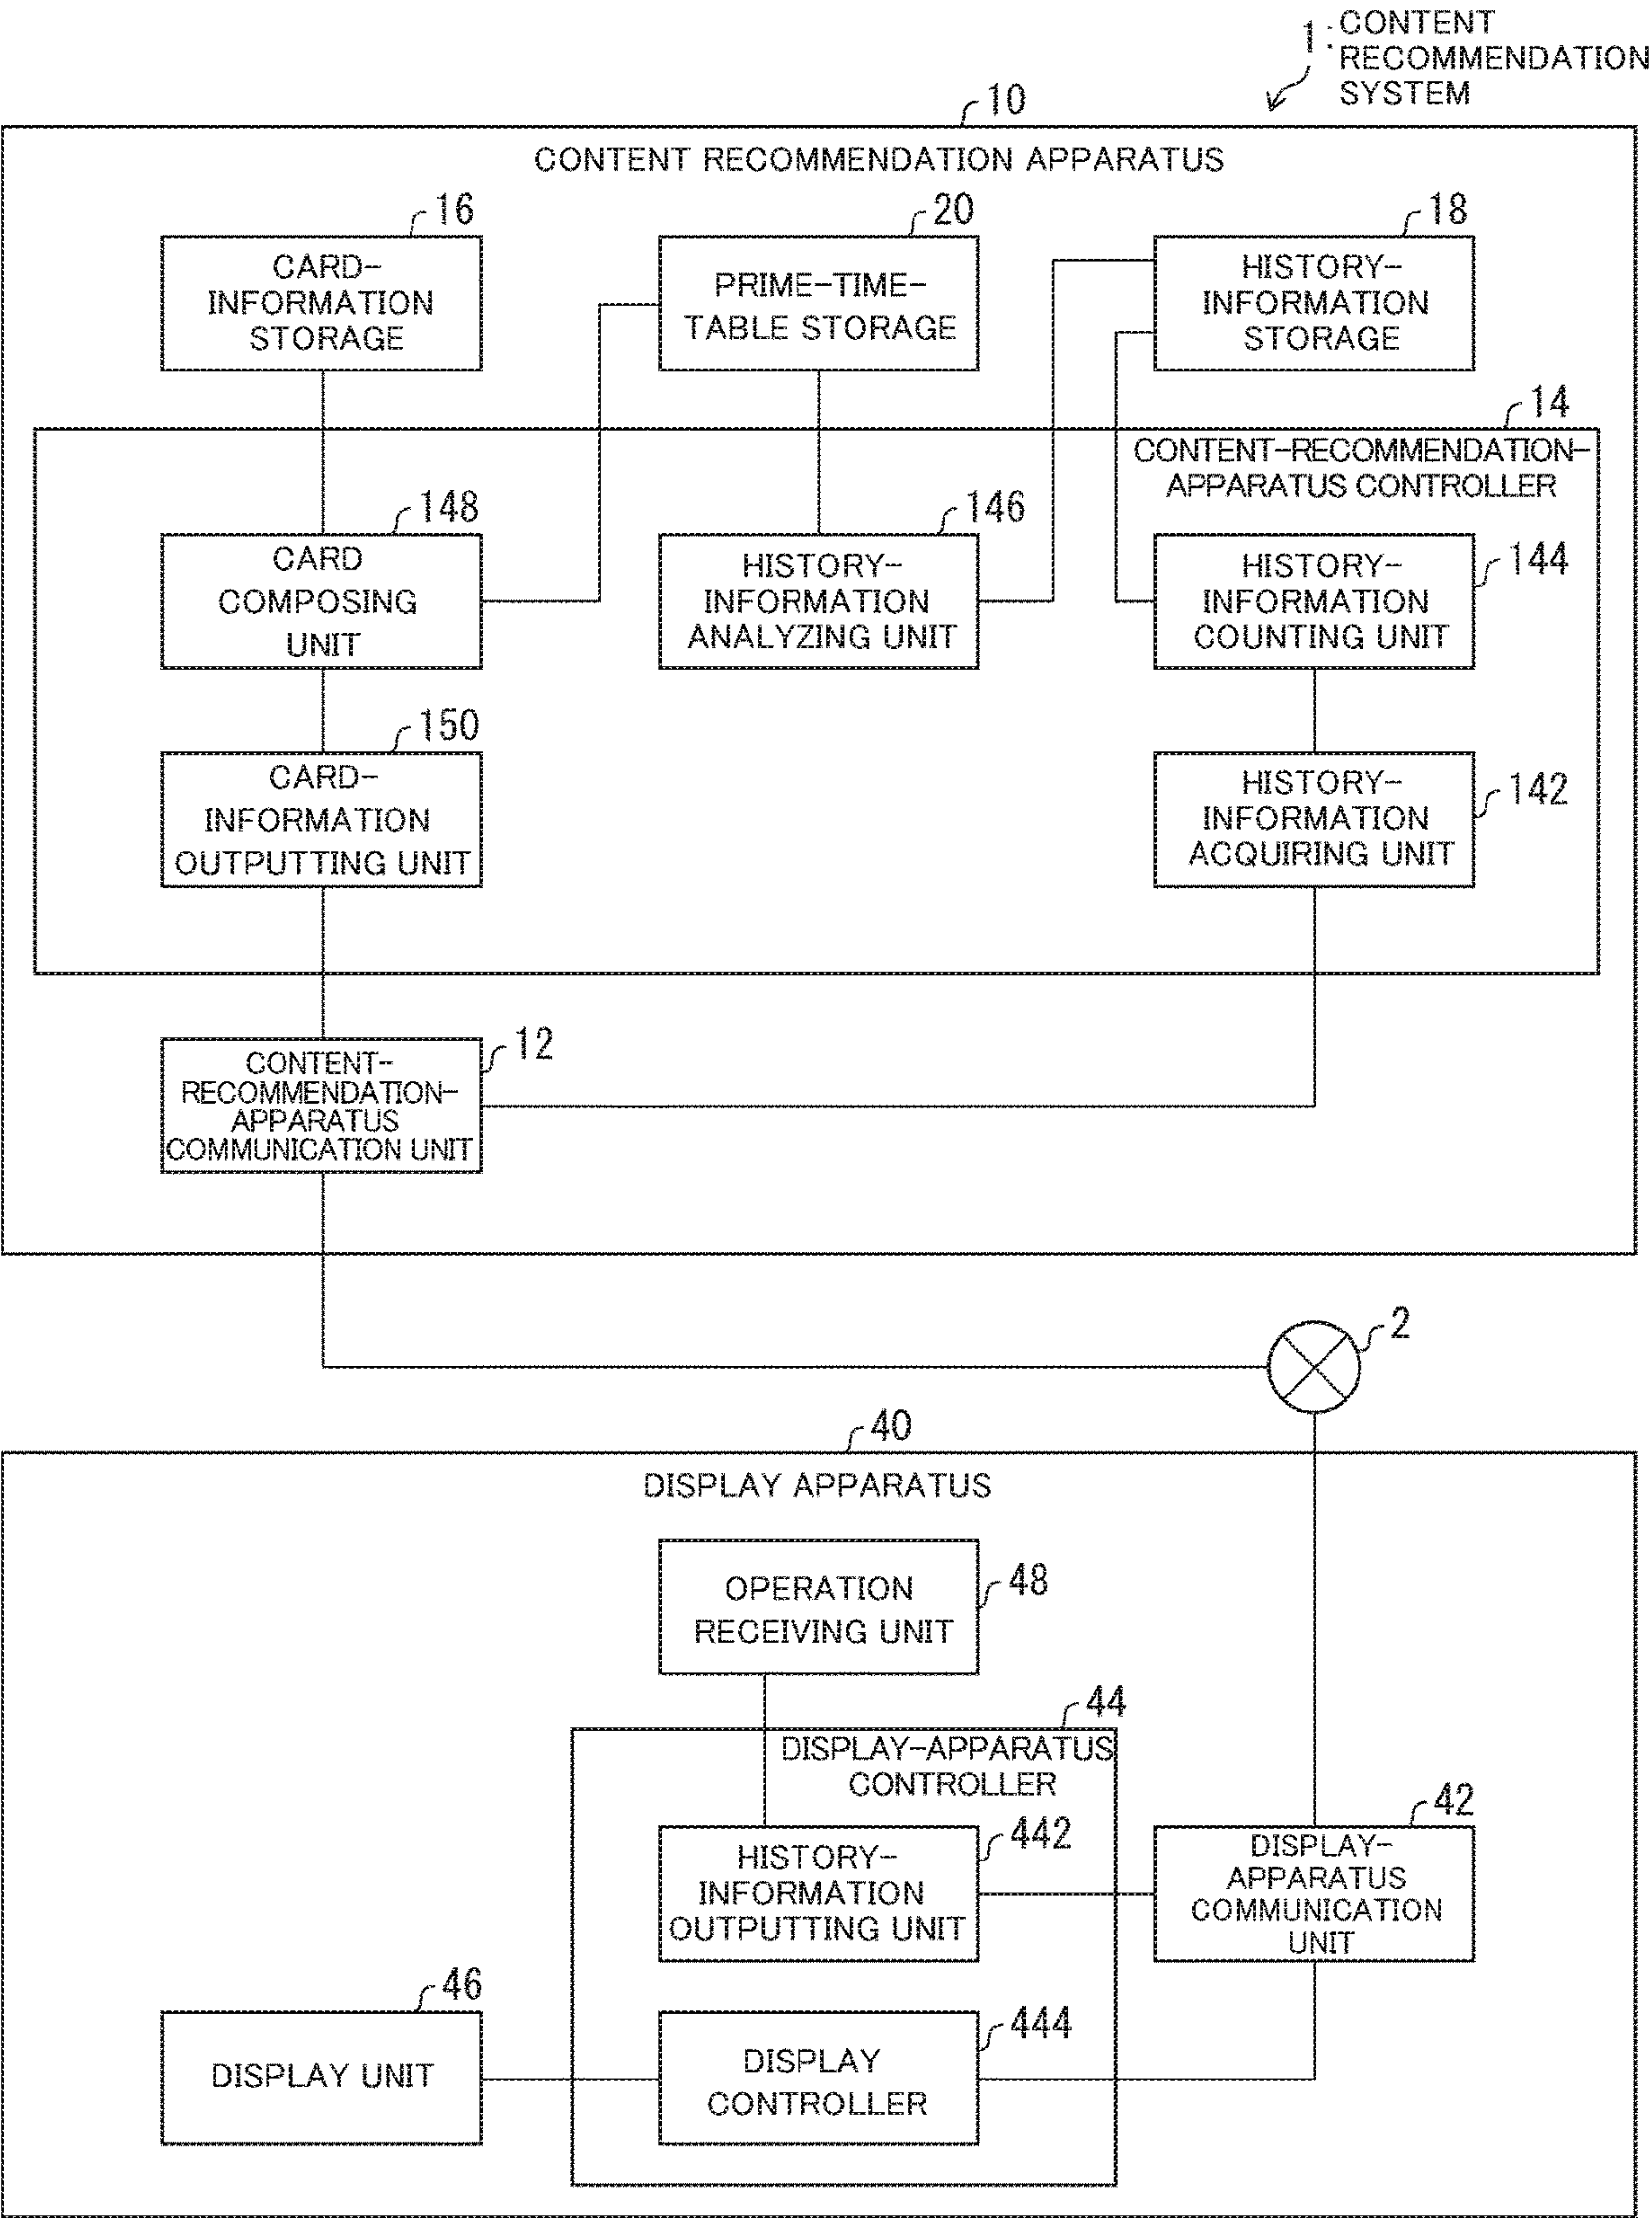 1: CONTENT
RECOMMENDATION
SYSTEM
10
CONTENT RECOMMENDATION APPARATUS
16
CARD-
INFORMATION
STORAGE
20
PRIME-TIME-
TABLE STORAGE
18
HISTORY-
INFORMATION
STORAGE
14
CONTENT-RECOMMENDATION-
APPARATUS CONTROLLER
148
CARD
COMPOSING
UNIT
146
HISTORY-
INFORMATION
ANALYZING UNIT
144
HISTORY-
INFORMATION
COUNTING UNIT
150
CARD-
INFORMATION
OUTPUTTING UNIT
142
HISTORY-
INFORMATION
ACQUIRING UNIT
12
CONTENT-
RECOMMENDATION-
APPARATUS
COMMUNICATION UNIT
2
40
DISPLAY APPARATUS
48
OPERATION
RECEIVING UNIT
44
DISPLAY-APPARATUS
CONTROLLER
442
HISTORY-
INFORMATION
OUTPUTTING UNIT
42
DISPLAY-
APPARATUS
COMMUNICATION
UNIT
46
DISPLAY UNIT
444
DISPLAY
CONTROLLER